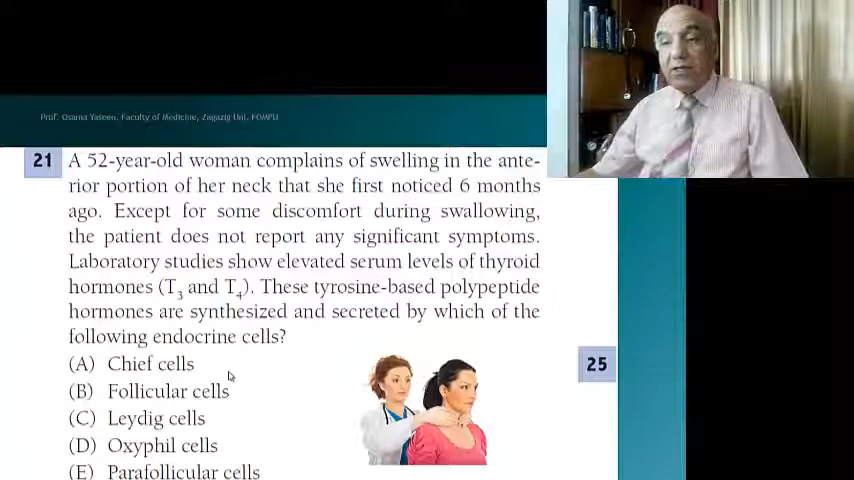 Prof. Osama Yaseen. Faculty of Medicine, Zagazig Uni. FOMPU
21 A 52-year-old woman complains of swelling in the ante-
rior portion of her neck that she first noticed 6 months
ago. Except for some discomfort during swallowing,
the patient does not report any significant symptoms.
Laboratory studies show elevated serum levels of thyroid
hormones (T₃ and T₄). These tyrosine-based polypeptide
hormones are synthesized and secreted by which of the
following endocrine cells?
(A) Chief cells
(B) Follicular cells
(C) Leydig cells
(D) Oxyphil cells
(E) Parafollicular cells
25